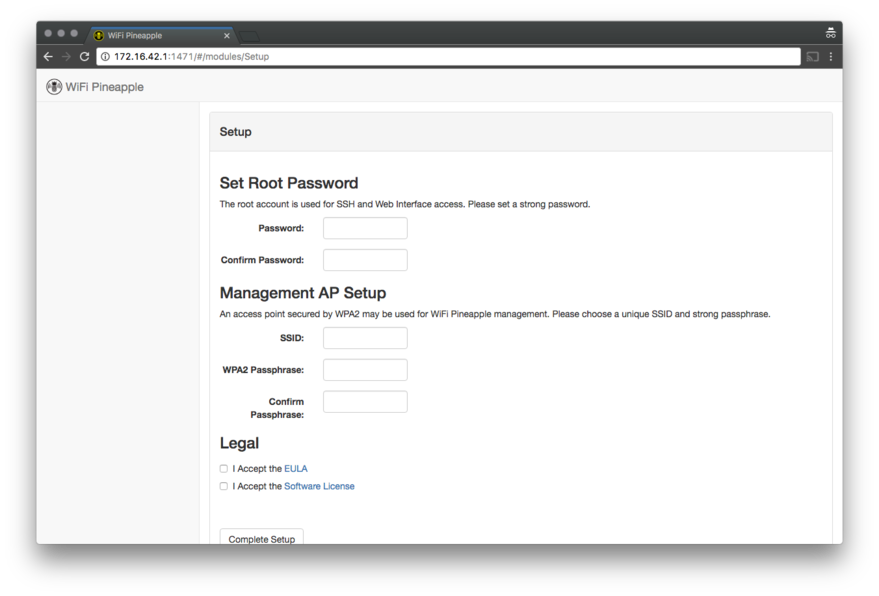 WiFi Pineapple
172.16.42.1:1471/#/modules/Setup
WiFi Pineapple
Setup
Set Root Password
The root account is used for SSH and Web Interface access. Please set a strong password.
Password:
Confirm Password:
Management AP Setup
An access point secured by WPA2 may be used for WiFi Pineapple management. Please choose a unique SSID and strong passphrase.
SSID:
WPA2 Passphrase:
Confirm
Passphrase:
Legal
I Accept the EULA
I Accept the Software License
Complete Setup